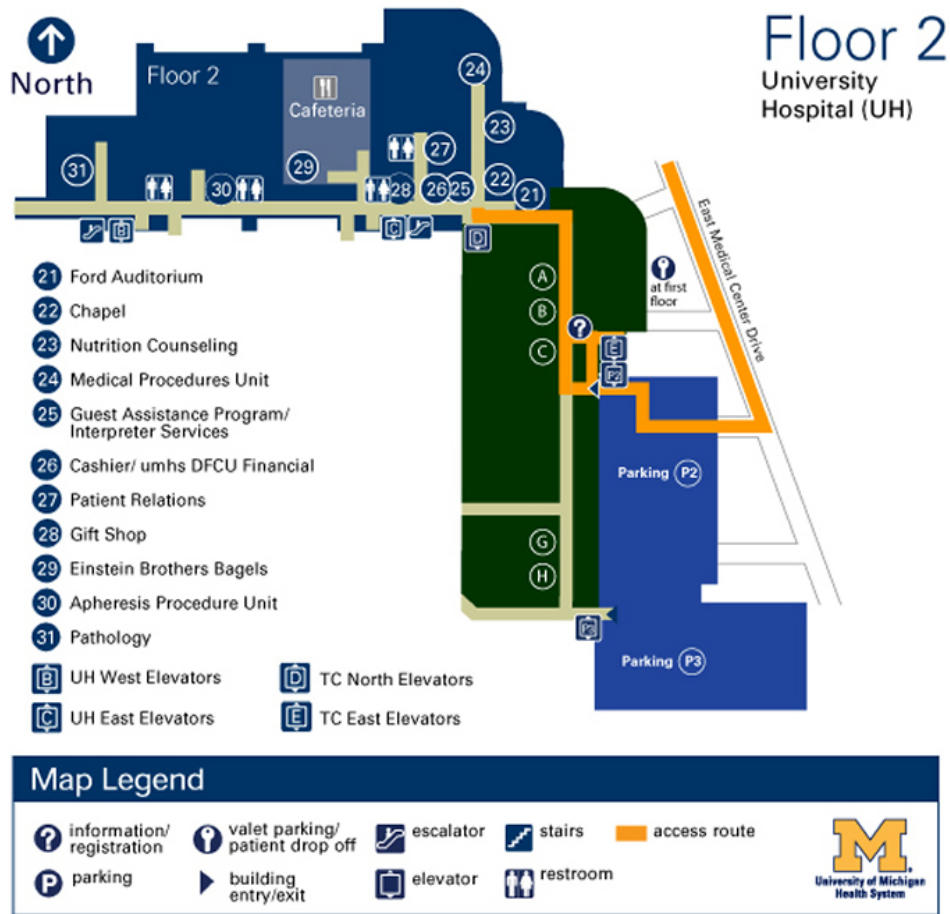 North
Floor 2
University
Hospital (UH)
Floor 2
Cafeteria
24
23
27
31
29
22
30
28
26
25
21
B
C
D
A
B
C
at first
floor
East Medical Center Drive
E
P2
Parking P2
G
H
P3
Parking P3
21 Ford Auditorium
22 Chapel
23 Nutrition Counseling
24 Medical Procedures Unit
25 Guest Assistance Program/
Interpreter Services
26 Cashier/ umhs DFCU Financial
27 Patient Relations
28 Gift Shop
29 Einstein Brothers Bagels
30 Apheresis Procedure Unit
31 Pathology
B UH West Elevators
D TC North Elevators
C UH East Elevators
E TC East Elevators
Map Legend
? information/
registration
valet parking/
patient drop off
escalator
stairs
access route
P parking
building
entry/exit
elevator
restroom
M
University of Michigan
Health System